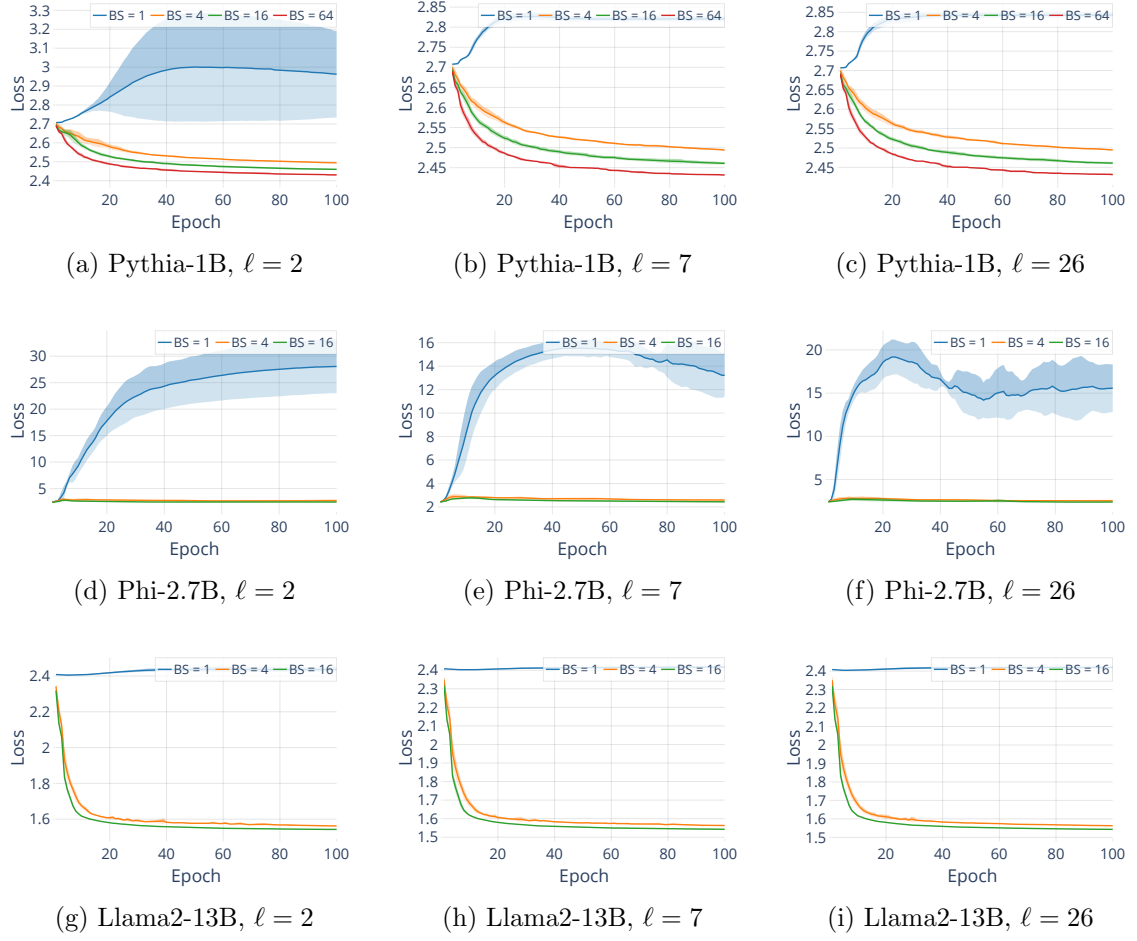 BS = 1 BS = 4 BS = 16 BS = 64
3.3
3.2
3.1
3
2.9
2.8
2.7
2.6
2.5
2.4
Loss
20 40 60 80 100
Epoch
(a) Pythia-1B, ℓ = 2
BS = 1 BS = 4 BS = 16 BS = 64
2.85
2.8
2.75
2.7
2.65
2.6
2.55
2.5
2.45
Loss
20 40 60 80 100
Epoch
(b) Pythia-1B, ℓ = 7
BS = 1 BS = 4 BS = 16 BS = 64
2.85
2.8
2.75
2.7
2.65
2.6
2.55
2.5
2.45
Loss
20 40 60 80 100
Epoch
(c) Pythia-1B, ℓ = 26
BS = 1 BS = 4 BS = 16
30
25
20
15
10
5
Loss
20 40 60 80 100
Epoch
(d) Phi-2.7B, ℓ = 2
BS = 1 BS = 4 BS = 16
16
14
12
10
8
6
4
2
Loss
20 40 60 80 100
Epoch
(e) Phi-2.7B, ℓ = 7
BS = 1 BS = 4 BS = 16
20
15
10
5
Loss
20 40 60 80 100
Epoch
(f) Phi-2.7B, ℓ = 26
BS = 1 BS = 4 BS = 16
2.4
2.2
2
1.8
1.6
Loss
20 40 60 80 100
Epoch
(g) Llama2-13B, ℓ = 2
BS = 1 BS = 4 BS = 16
2.4
2.3
2.2
2.1
2
1.9
1.8
1.7
1.6
1.5
Loss
20 40 60 80 100
Epoch
(h) Llama2-13B, ℓ = 7
BS = 1 BS = 4 BS = 16
2.4
2.3
2.2
2.1
2
1.9
1.8
1.7
1.6
1.5
Loss
20 40 60 80 100
Epoch
(i) Llama2-13B, ℓ = 26